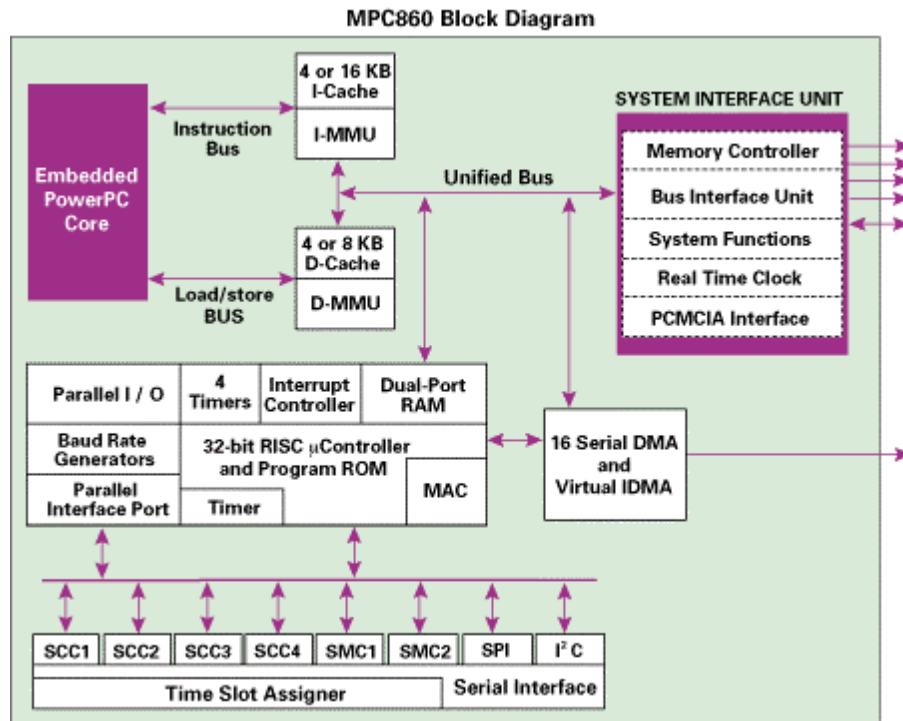 MPC860 Block Diagram
Embedded
PowerPC
Core
Instruction
Bus
4 or 16 KB
I-Cache
I-MMU
Unified Bus
4 or 8 KB
D-Cache
D-MMU
Load/store
BUS
SYSTEM INTERFACE UNIT
Memory Controller
Bus Interface Unit
System Functions
Real Time Clock
PCMCIA Interface
Parallel I / O
4
Timers
Interrupt
Controller
Dual-Port
RAM
Baud Rate
Generators
32-bit RISC µController
and Program ROM
Parallel
Interface Port
Timer
MAC
16 Serial DMA
and
Virtual IDMA
SCC1
SCC2
SCC3
SCC4
SMC1
SMC2
SPI
I² C
Time Slot Assigner
Serial Interface